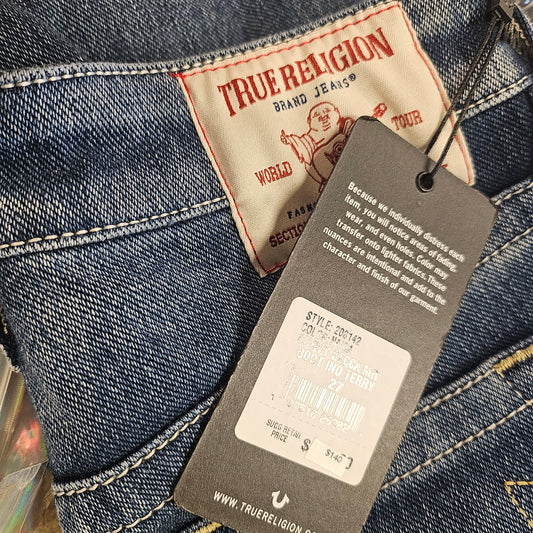 TRUE RELIGION
BRAND JEANS®
WORLD TOUR
Because we individually distress each
item, you will notice areas of fading,
wear and even holes. Color may
transfer onto lighter fabrics. These
nuances are intentional and add to the
character and finish of our garment.
STYLE: 200142
IND TERRY
27
SUGG RETAIL
PRICE
$140
WWW.TRUERELIGION